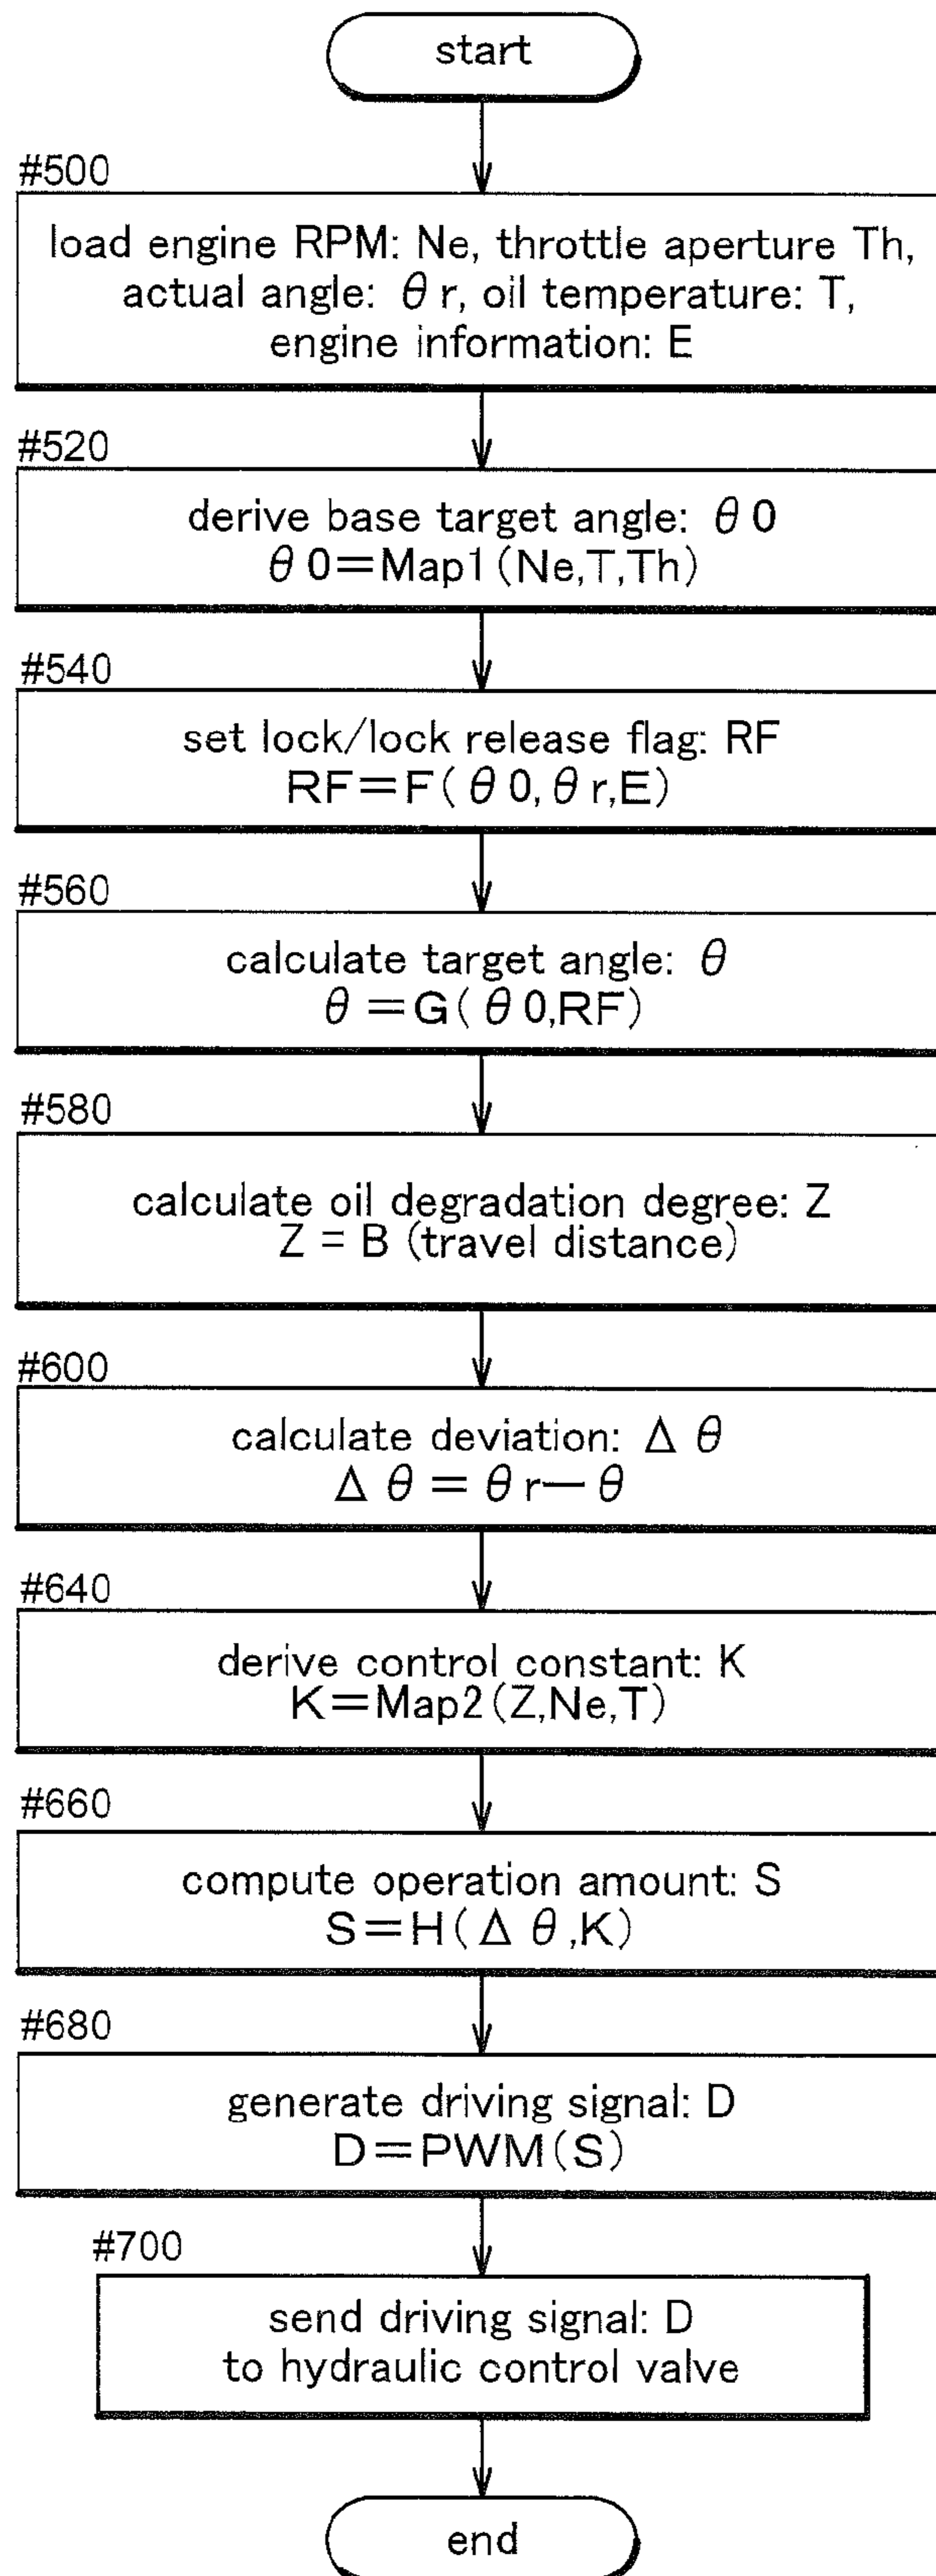 start
#500
load engine RPM: Ne, throttle aperture Th,
actual angle: θ r, oil temperature: T,
engine information: E
#520
derive base target angle: θ 0
θ 0=Map1(Ne,T,Th)
#540
set lock/lock release flag: RF
RF=F( θ 0, θ r,E)
#560
calculate target angle: θ
θ =G( θ 0,RF)
#580
calculate oil degradation degree: Z
Z = B (travel distance)
#600
calculate deviation: Δ θ
Δ θ = θ r— θ
#640
derive control constant: K
K=Map2(Z,Ne,T)
#660
compute operation amount: S
S=H(Δ θ ,K)
#680
generate driving signal: D
D=PWM(S)
#700
send driving signal: D
to hydraulic control valve
end